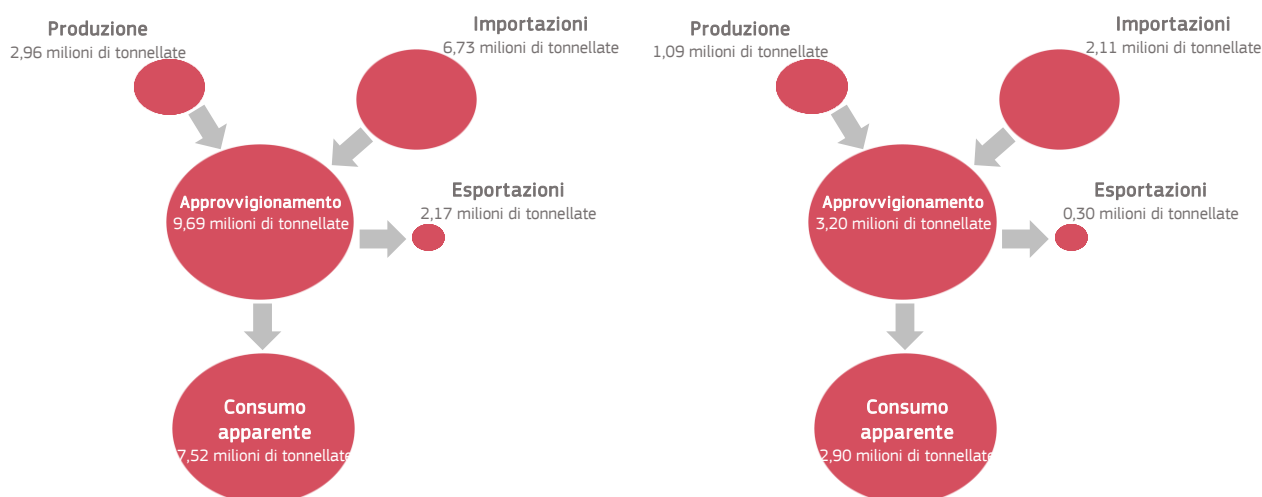 Produzione
2,96 milioni di tonnellate
Importazioni
6,73 milioni di tonnellate
Approvvigionamento
9,69 milioni di tonnellate
Esportazioni
2,17 milioni di tonnellate
Consumo
apparente
7,52 milioni di tonnellate
Produzione
1,09 milioni di tonnellate
Importazioni
2,11 milioni di tonnellate
Approvvigionamento
3,20 milioni di tonnellate
Esportazioni
0,30 milioni di tonnellate
Consumo
apparente
2,90 milioni di tonnellate